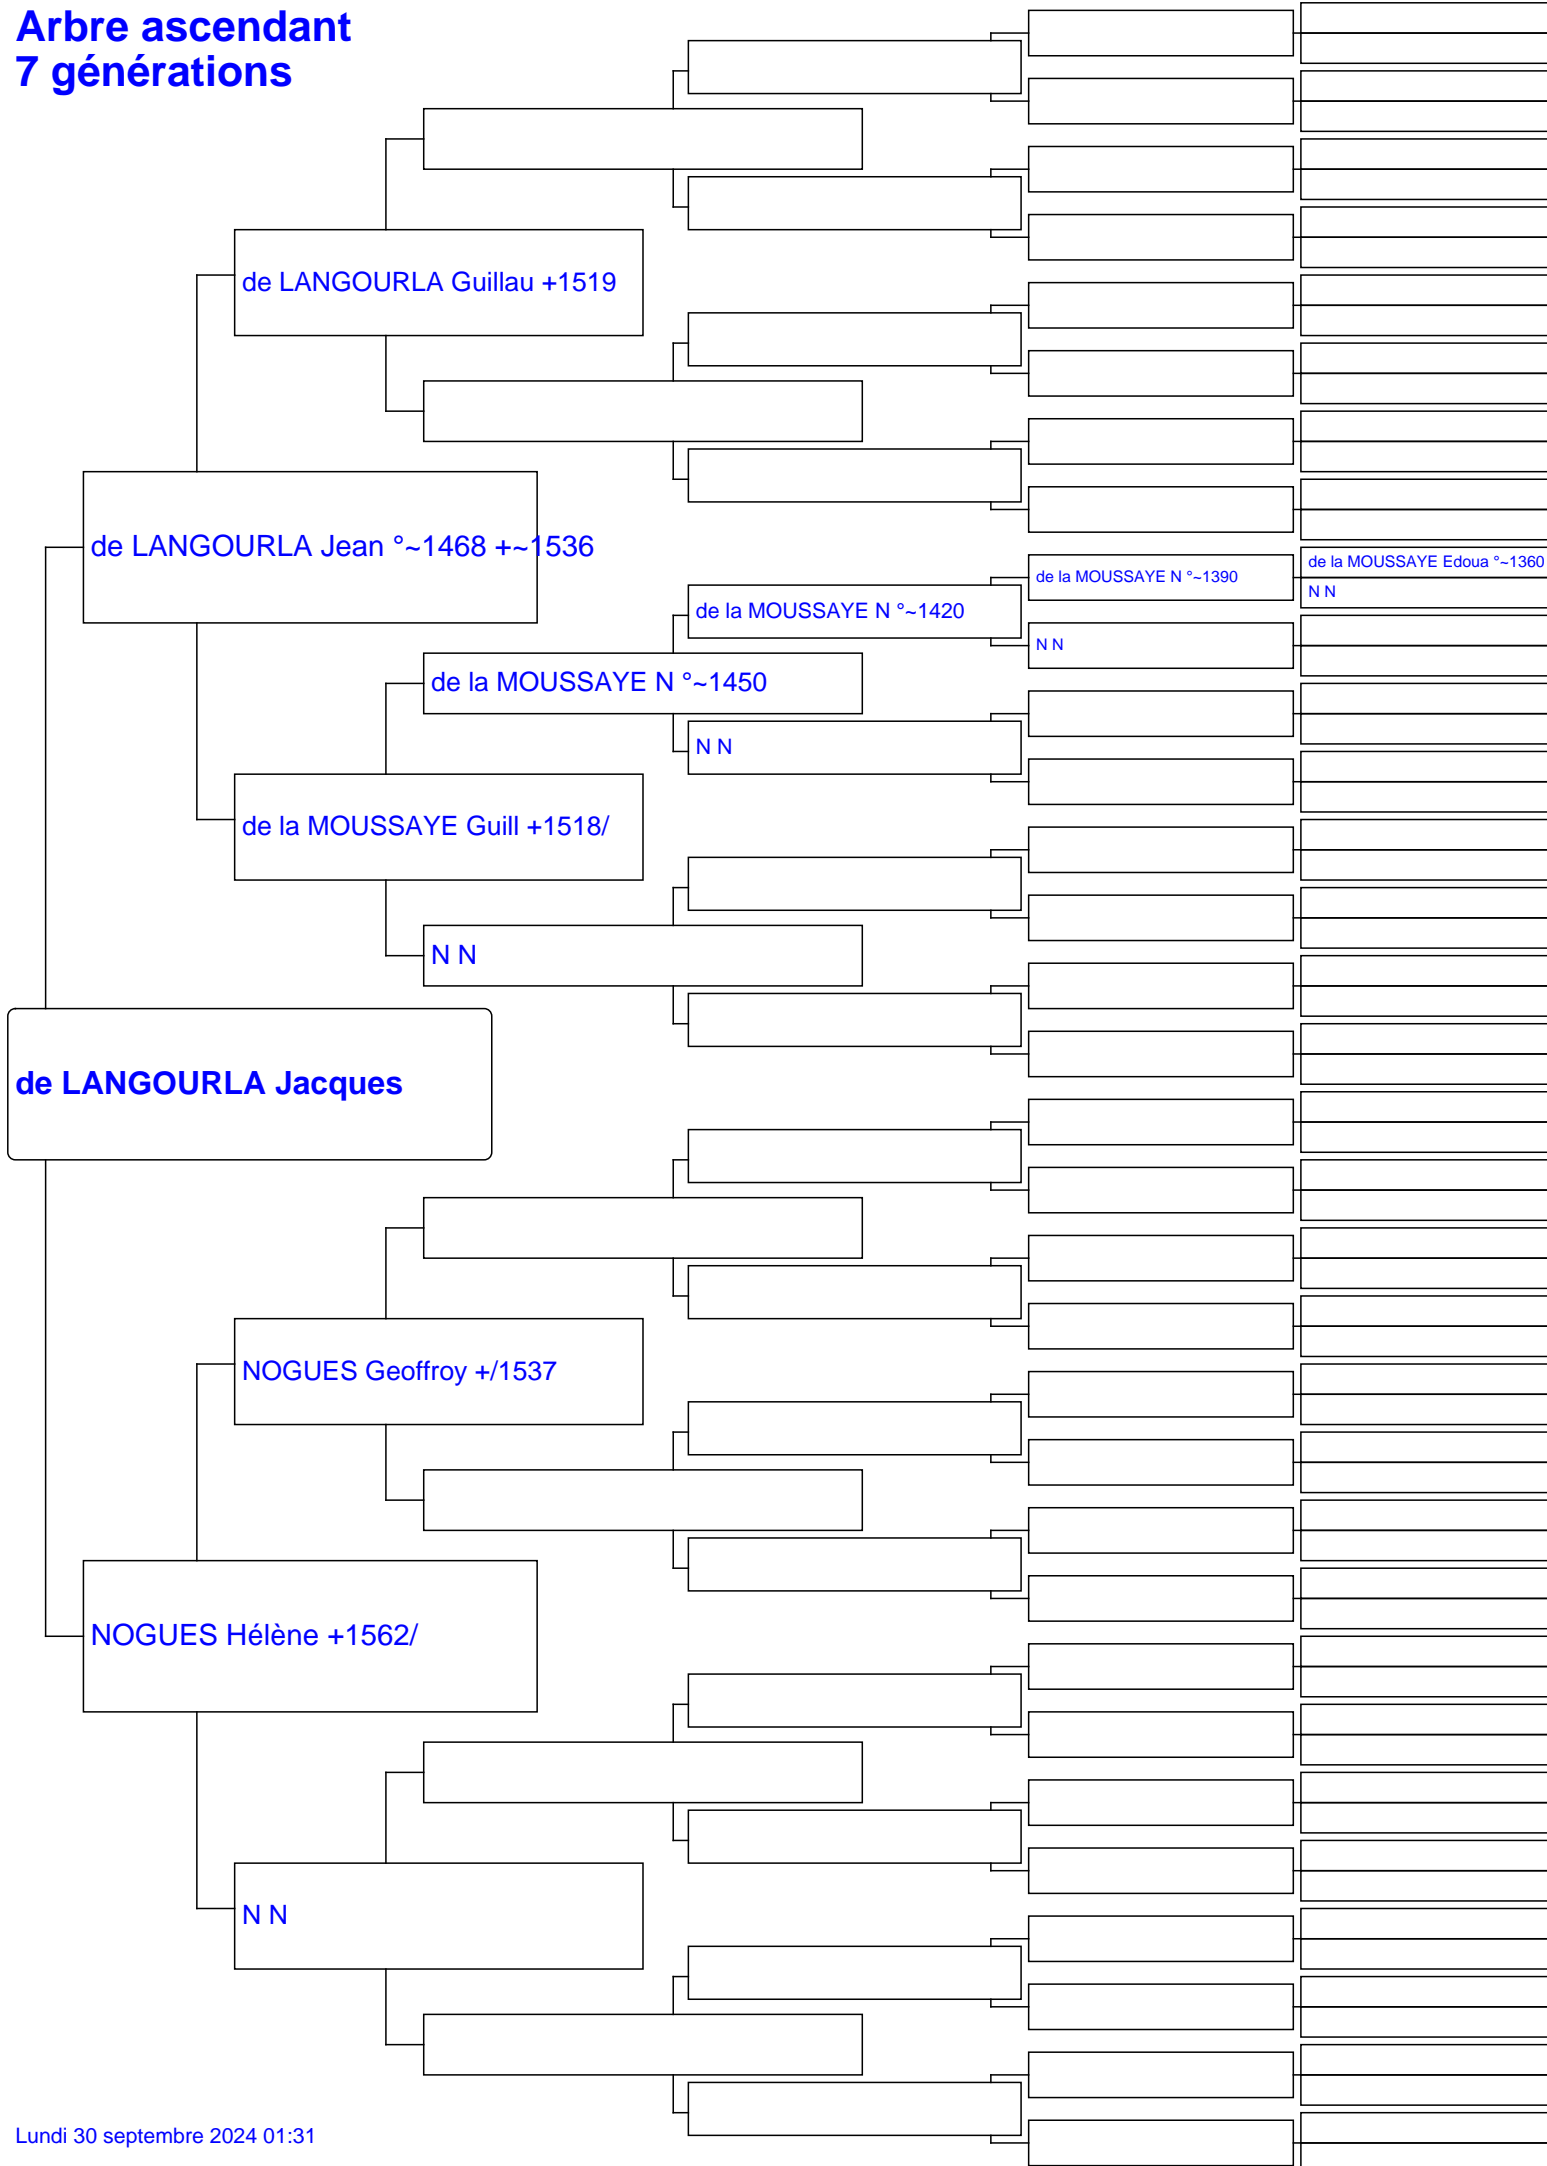 Arbre ascendant
7 générations
de LANGOURLA Guillau +1519
de LANGOURLA Jean °~1468 +~1536
de la MOUSSAYE Edoua °~1360
de la MOUSSAYE N °~1390
N N
de la MOUSSAYE N °~1420
N N
de la MOUSSAYE N °~1450
N N
de la MOUSSAYE Guill +1518/
N N
de LANGOURLA Jacques
NOGUES Geoffroy +/1537
NOGUES Hélène +1562/
N N
Lundi 30 septembre 2024 01:31